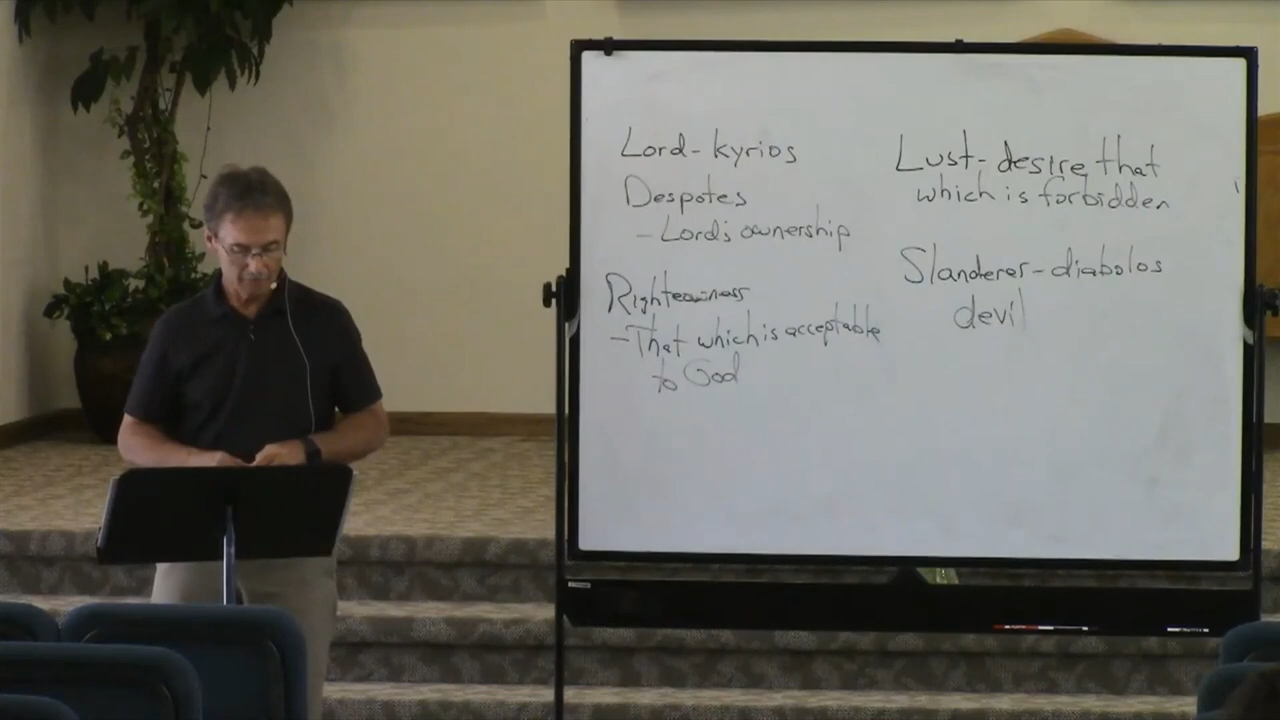 Lord - kyrios
Despotes
- Lord's ownership
Righteousness
- That which is acceptable
to God
Lust - desire that
which is forbidden
Slanderer - diabolos
devil